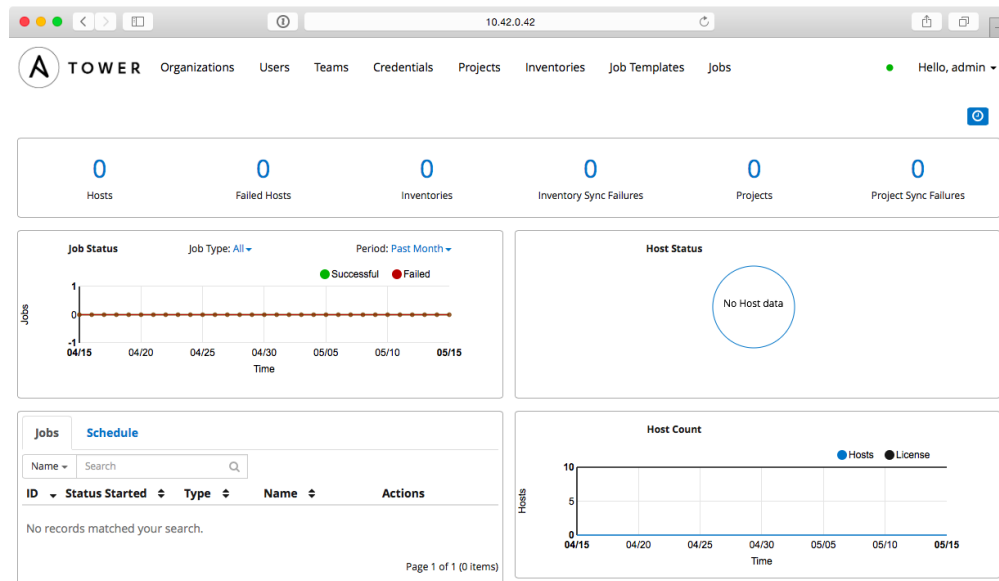 10.42.0.42
A TOWER Organizations Users Teams Credentials Projects Inventories Job Templates Jobs Hello, admin
0 0 0 0 0 0
Hosts Failed Hosts Inventories Inventory Sync Failures Projects Project Sync Failures
Job Status Job Type: All Period: Past Month
Successful Failed
Jobs
1
0
-1
04/15 04/20 04/25 04/30 05/05 05/10 05/15
Time
Host Status
No Host data
Jobs Schedule
Name Search
ID Status Started Type Name Actions
No records matched your search.
Page 1 of 1 (0 items)
Host Count
Hosts License
Hosts
10
5
0
04/15 04/20 04/25 04/30 05/05 05/10 05/15
Time